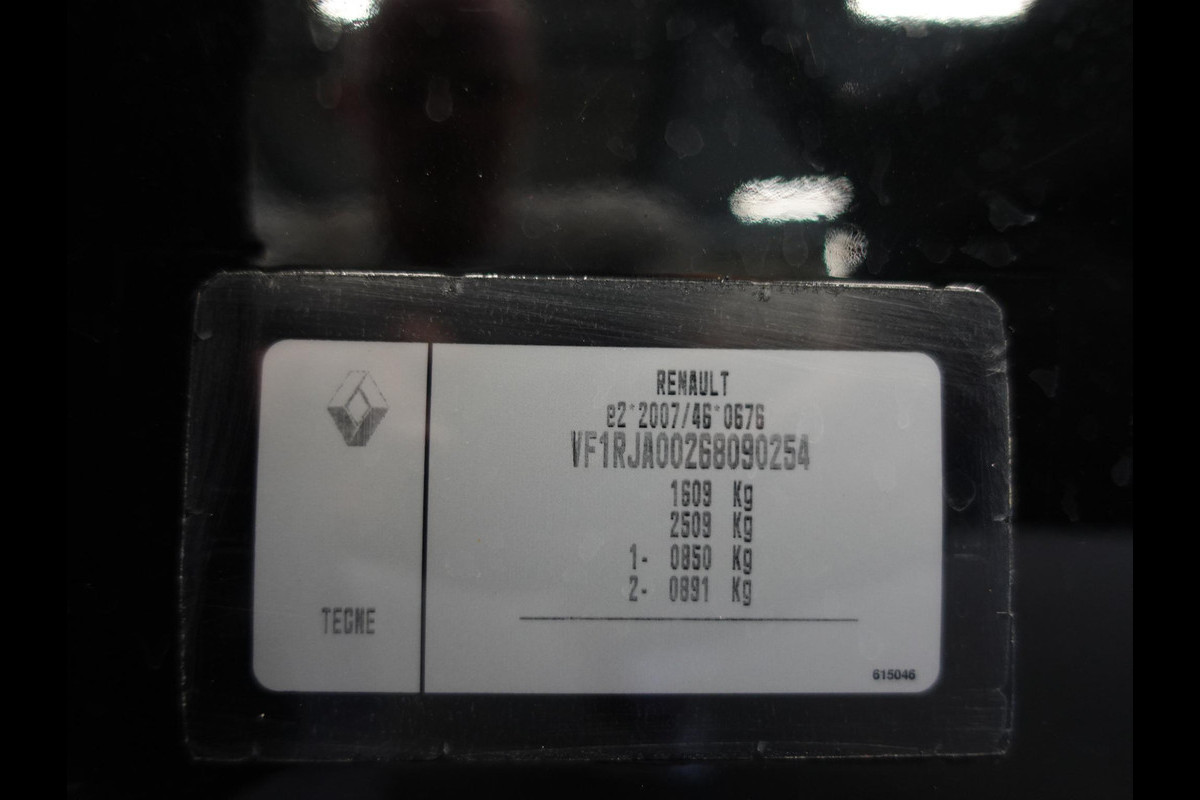 RENAULT
e2*2007/46*0676
VF1RJA00268090254
1609 Kg
2509 Kg
1- 0850 Kg
2- 0891 Kg
TEGNE
615046